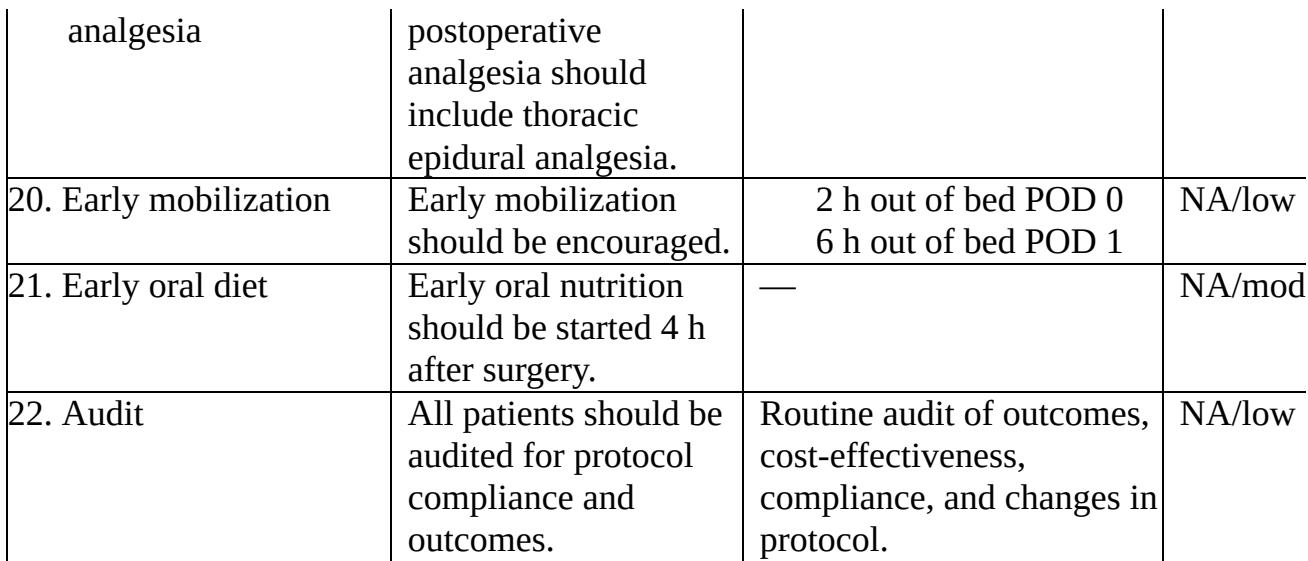 analgesia
postoperative
analgesia should
include thoracic
epidural analgesia.
20. Early mobilization
Early mobilization
should be encouraged.
2 h out of bed POD 0
6 h out of bed POD 1
NA/low
21. Early oral diet
Early oral nutrition
should be started 4 h
after surgery.
—
NA/mod
22. Audit
All patients should be
audited for protocol
compliance and
outcomes.
Routine audit of outcomes,
cost-effectiveness,
compliance, and changes in
protocol.
NA/low